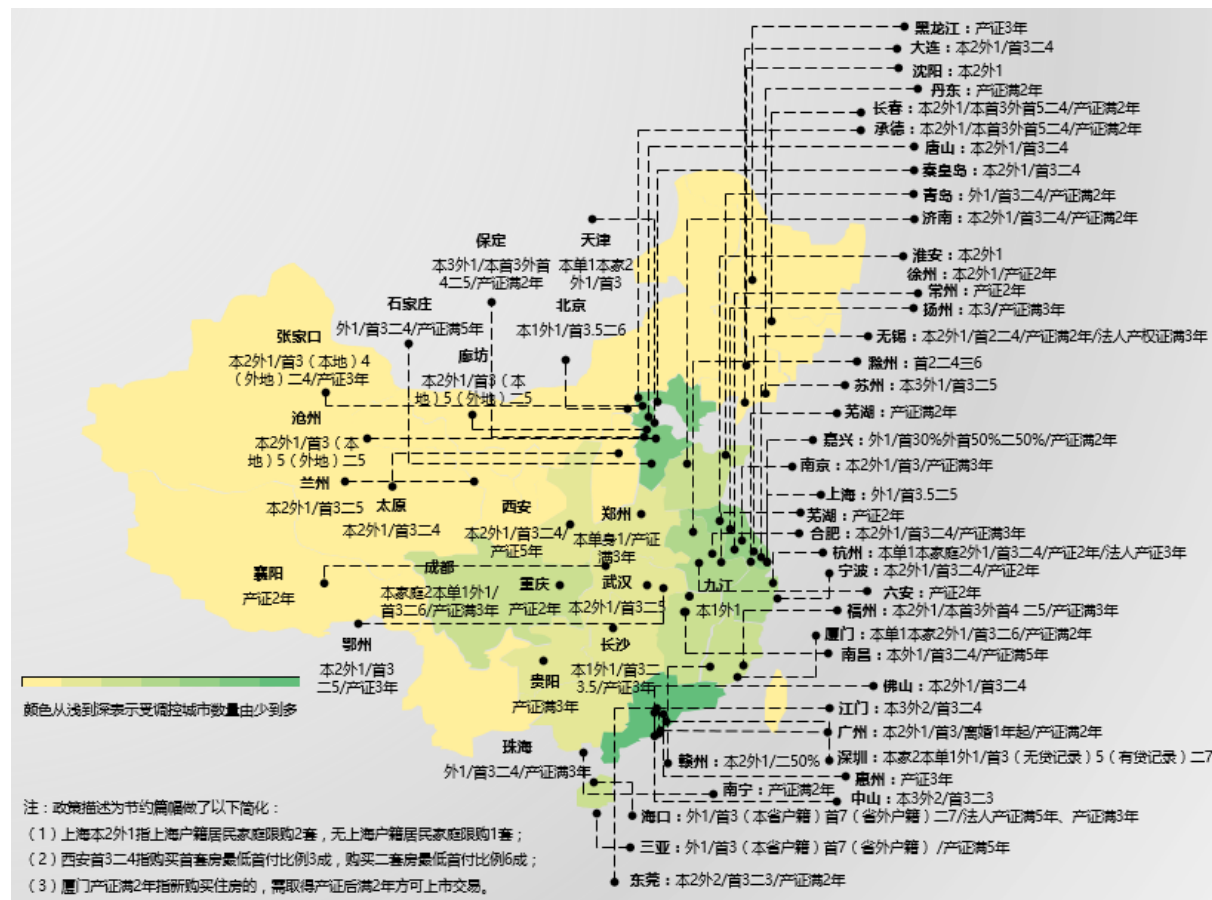 黑龙江：产证3年
大连：本2外1/首3二4
沈阳：本2外1
丹东：产证满2年
长春：本2外1/本首3外首5二4/产证满2年
承德：本2外1/本首3外首5二4/产证满2年
唐山：本2外1/首3二4
秦皇岛：本2外1/首3二4
青岛：外1/首3二4/产证满2年
济南：本2外1/首3二4/产证满2年
淮安：本2外1
徐州：本2外1/产证2年
常州：产证2年
扬州：本3/产证满3年
无锡：本2外1/首2二4/产证满2年/法人产权证满3年
滁州：首2二4三6
苏州：本3外1/首3二5
芜湖：产证满2年
嘉兴：外1/首30%外首50%二50%/产证满2年
南京：本2外1/首3/产证满3年
上海：外1/首3.5二5
芜湖：产证2年
合肥：本2外1/首3二4/产证满3年
杭州：本单1本家庭2外1/首3二4/产证2年/法人产证3年
宁波：本2外1/首3二4/产证2年
六安：产证2年
福州：本2外1/本首3外首4 二5/产证满3年
厦门：本单1本家2外1/首3二6/产证满2年
南昌：本外1/首3二4/产证满5年
佛山：本2外1/首3二4
江门：本3外2/首3二4
广州：本2外1/首3/离婚1年起/产证满2年
深圳：本家2本单1外1/首3（无贷记录）5（有贷记录）二7
惠州：产证3年
中山：本3外2/首3二3
赣州：本2外1/二50%
南宁：产证满2年
海口：外1/首3（本省户籍）首7（省外户籍）二7/法人产证满5年、产证满3年
三亚：外1/首3（本省户籍）首7（省外户籍）/产证满5年
东莞：本2外2/首3二3/产证满2年
保定
本3外1/本首3外首
4二5/产证满2年
天津
本单1本家2
外1/首3
石家庄
外1/首3二4/产证满5年
北京
本1外1/首3.5二6
张家口
本2外1/首3（本地）4
（外地）二4/产证3年
廊坊
本2外1/首3（本
地）5（外地）二5
沧州
本2外1/首3（本
地）5（外地）二5
兰州
本2外1/首3二5
太原
本2外1/首3二4
西安
本2外1/首3二4/
产证5年
郑州
本单身1/产证
满3年
襄阳
产证2年
成都
本家庭2本单1外1/
首3二6/产证满3年
重庆
产证2年
武汉
本2外1/首3二5
九江
本1外1
鄂州
本2外1/首3
二5/产证3年
长沙
本1外1/首3二
3.5/产证3年
贵阳
产证满3年
珠海
外1/首3二4/产证满3年
颜色从浅到深表示受调控城市数量由少到多
注：政策描述为节约篇幅做了以下简化：
（1）上海本2外1指上海户籍居民家庭限购2套，无上海户籍居民家庭限购1套；
（2）西安首3二4指购买首套房最低首付比例3成，购买二套房最低首付比例6成；
（3）厦门产证满2年指新购买住房的，需取得产证后满2年方可上市交易。